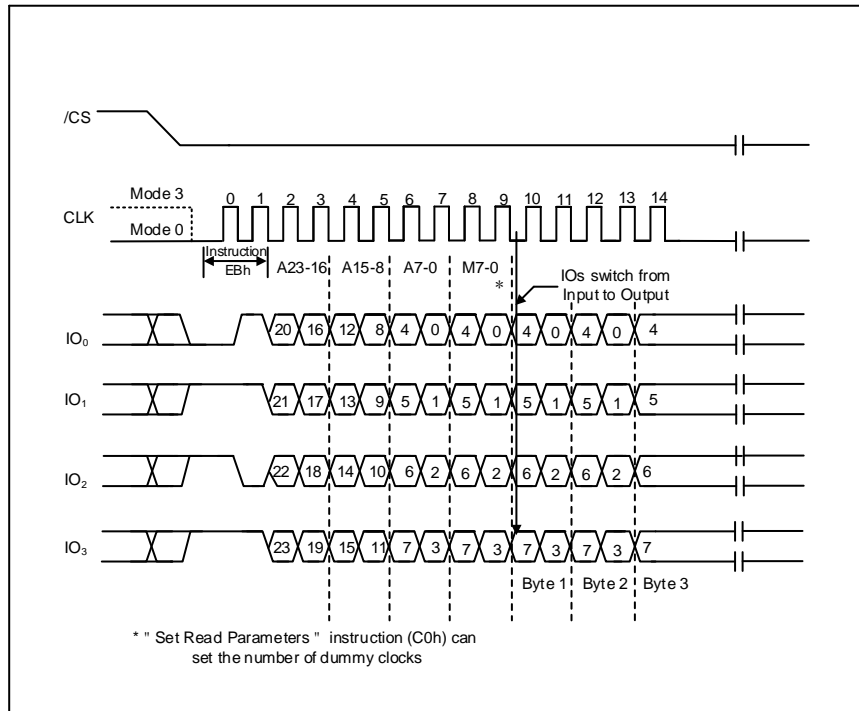 /CS
Mode 3
0 1 2 3 4 5 6 7 8 9 10 11 12 13 14
CLK
Mode 0
Instruction
EBh
A23-16 A15-8 A7-0 M7-0
*
IOs switch from
Input to Output
IO0
20 16 12 8 4 0 4 0 4 0 4 0 4
IO1
21 17 13 9 5 1 5 1 5 1 5 1 5
IO2
22 18 14 10 6 2 6 2 6 2 6 2 6
IO3
23 19 15 11 7 3 7 3 7 3 7 3 7
Byte 1 Byte 2 Byte 3
* " Set Read Parameters " instruction (C0h) can
set the number of dummy clocks